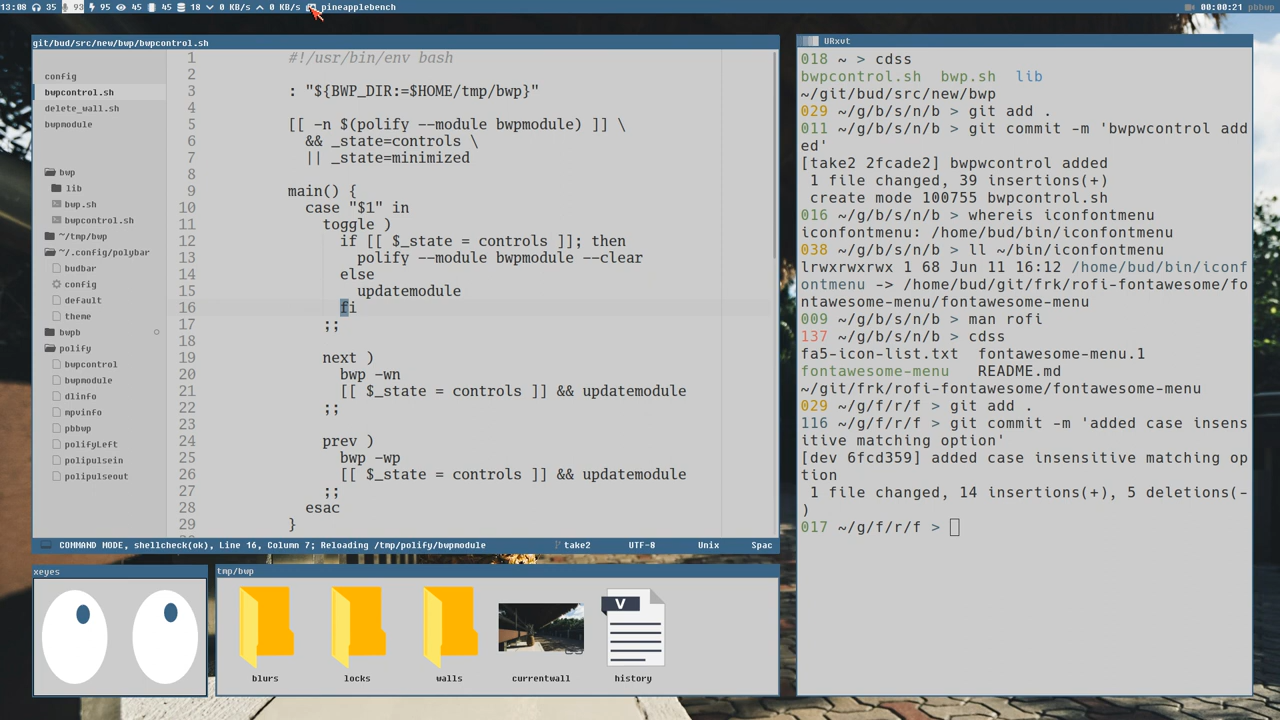 13:08 35 93 95 45 45 18 0 KB/s 0 KB/s pineapplebench 00:00:21 pbbwp
git/bud/src/new/bwp/bwpcontrol.sh
config
bwpcontrol.sh
delete_wall.sh
bwpmodule
bwp
lib
bwp.sh
bwpcontrol.sh
~/tmp/bwp
~/.config/polybar
budbar
config
default
theme
bwpb
polify
bwpcontrol
bwpmodule
dlinfo
mpvinfo
pbbwp
polifyLeft
polipulsein
polipulseout
1 #!/usr/bin/env bash
2
3 : "${BWP_DIR:=$HOME/tmp/bwp}"
4
5 [[ -n $(polify --module bwpmodule) ]] \
6 && _state=controls \
7 || _state=minimized
8
9 main() {
10 case "$1" in
11 toggle )
12 if [[ $_state = controls ]]; then
13 polify --module bwpmodule --clear
14 else
15 updatemodule
16 fi
17 ;;
18
19 next )
20 bwp -wn
21 [[ $_state = controls ]] && updatemodule
22 ;;
23
24 prev )
25 bwp -wp
26 [[ $_state = controls ]] && updatemodule
27 ;;
28 esac
29 }
COMMAND MODE, shellcheck(ok), Line 16, Column 7; Reloading /tmp/polify/bwpmodule take2 UTF-8 Unix Spac
URxvt
018 ~ > cdss
bwpcontrol.sh bwp.sh lib
~/git/bud/src/new/bwp
029 ~/g/b/s/n/b > git add .
011 ~/g/b/s/n/b > git commit -m 'bwpwcontrol add
ed'
[take2 2fcade2] bwpwcontrol added
1 file changed, 39 insertions(+)
create mode 100755 bwpcontrol.sh
016 ~/g/b/s/n/b > whereis iconfontmenu
iconfontmenu: /home/bud/bin/iconfontmenu
038 ~/g/b/s/n/b > ll ~/bin/iconfontmenu
lrwxrwxrwx 1 68 Jun 11 16:12 /home/bud/bin/iconf
ontmenu -> /home/bud/git/frk/rofi-fontawesome/fo
ntawesome-menu/fontawesome-menu
009 ~/g/b/s/n/b > man rofi
137 ~/g/b/s/n/b > cdss
fa5-icon-list.txt fontawesome-menu.1
fontawesome-menu README.md
~/git/frk/rofi-fontawesome/fontawesome-menu
029 ~/g/f/r/f > git add .
116 ~/g/f/r/f > git commit -m 'added case insens
itive matching option'
[dev 6fcd359] added case insensitive matching op
tion
1 file changed, 14 insertions(+), 5 deletions(-
)
017 ~/g/f/r/f >
xeyes
tmp/bwp
V
blurs locks walls currentwall history